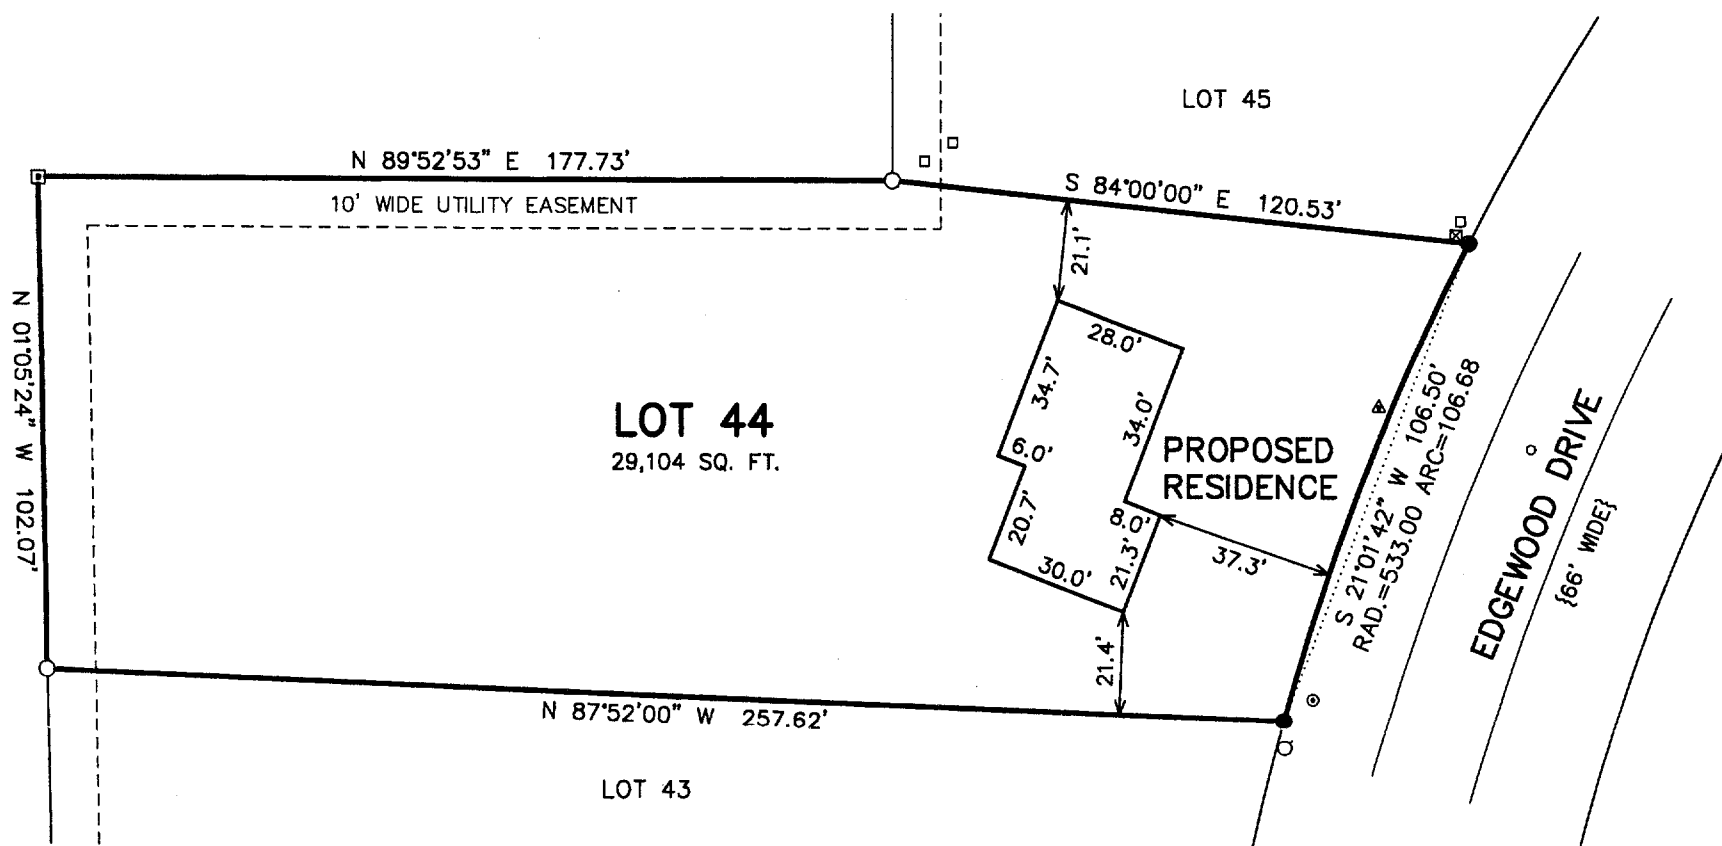 LOT 45
N 89°52'53" E 177.73'
S 84°00'00" E 120.53'
10' WIDE UTILITY EASEMENT
21.1'
28.0'
34.7'
34.0'
6.0'
20.7'
8.0'
21.3'
30.0'
37.3'
21.4'
N 01°05'24" W 102.07'
LOT 44
29,104 SQ. FT.
PROPOSED
RESIDENCE
S 21°01'42" W 106.50'
RAD.=533.00 ARC=106.68
EDGEWOOD DRIVE
{66' WIDE}
N 87°52'00" W 257.62'
LOT 43